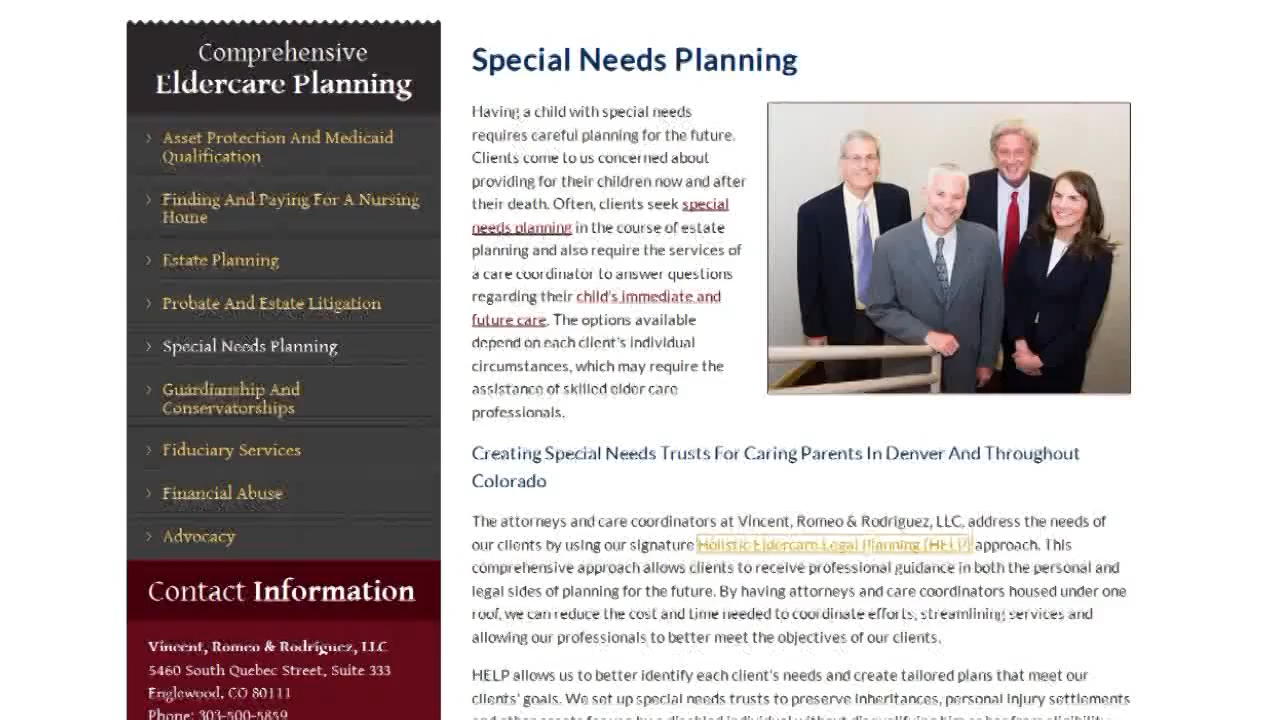 Comprehensive
Eldercare Planning
Asset Protection And Medicaid
Qualification
Finding And Paying For A Nursing
Home
Estate Planning
Probate And Estate Litigation
Special Needs Planning
Guardianship And
Conservatorships
Fiduciary Services
Financial Abuse
Advocacy
Contact Information
Vincent, Romeo & Rodriguez, LLC
5460 South Quebec Street, Suite 333
Englewood, CO 80111
Phone: 303-500-5859
Special Needs Planning
Having a child with special needs
requires careful planning for the future.
Clients come to us concerned about
providing for their children now and after
their death. Often, clients seek special
needs planning in the course of estate
planning and also require the services of
a care coordinator to answer questions
regarding their child's immediate and
future care. The options available
depend on each client's individual
circumstances, which may require the
assistance of skilled elder care
professionals.
Creating Special Needs Trusts For Caring Parents In Denver And Throughout
Colorado
The attorneys and care coordinators at Vincent, Romeo & Rodriguez, LLC, address the needs of
our clients by using our signature Holistic Eldercare Legal Planning (HELP) approach. This
comprehensive approach allows clients to receive professional guidance in both the personal and
legal sides of planning for the future. By having attorneys and care coordinators housed under one
roof, we can reduce the cost and time needed to coordinate efforts, streamlining services and
allowing our professionals to better meet the objectives of our clients.
HELP allows us to better identify each client's needs and create tailored plans that meet our
clients' goals. We set up special needs trusts to preserve inheritances, personal injury settlements